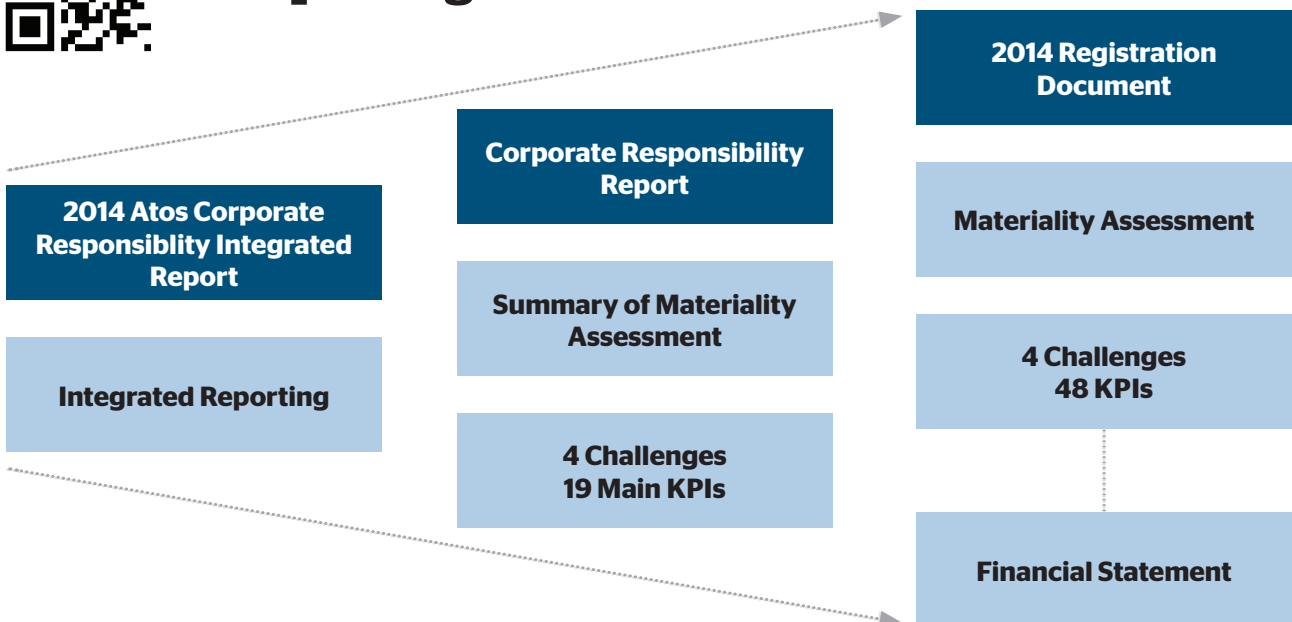 2014 Atos Corporate
Responsiblity Integrated
Report
Integrated Reporting
Corporate Responsibility
Report
Summary of Materiality
Assessment
4 Challenges
19 Main KPIs
2014 Registration
Document
Materiality Assessment
4 Challenges
48 KPIs
Financial Statement